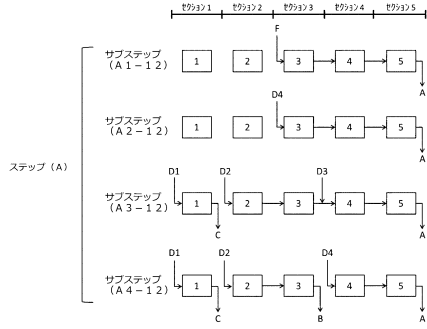 セクション1 セクション2 セクション3 セクション4 セクション5
F
サブステップ
(A1-12)
1 2 3 4 5
A
D4
サブステップ
(A2-12)
1 2 3 4 5
A
ステップ(A)
D1 D2 D3
サブステップ
(A3-12)
1 2 3 4 5
C A
D1 D2 D4
サブステップ
(A4-12)
1 2 3 4 5
C B A